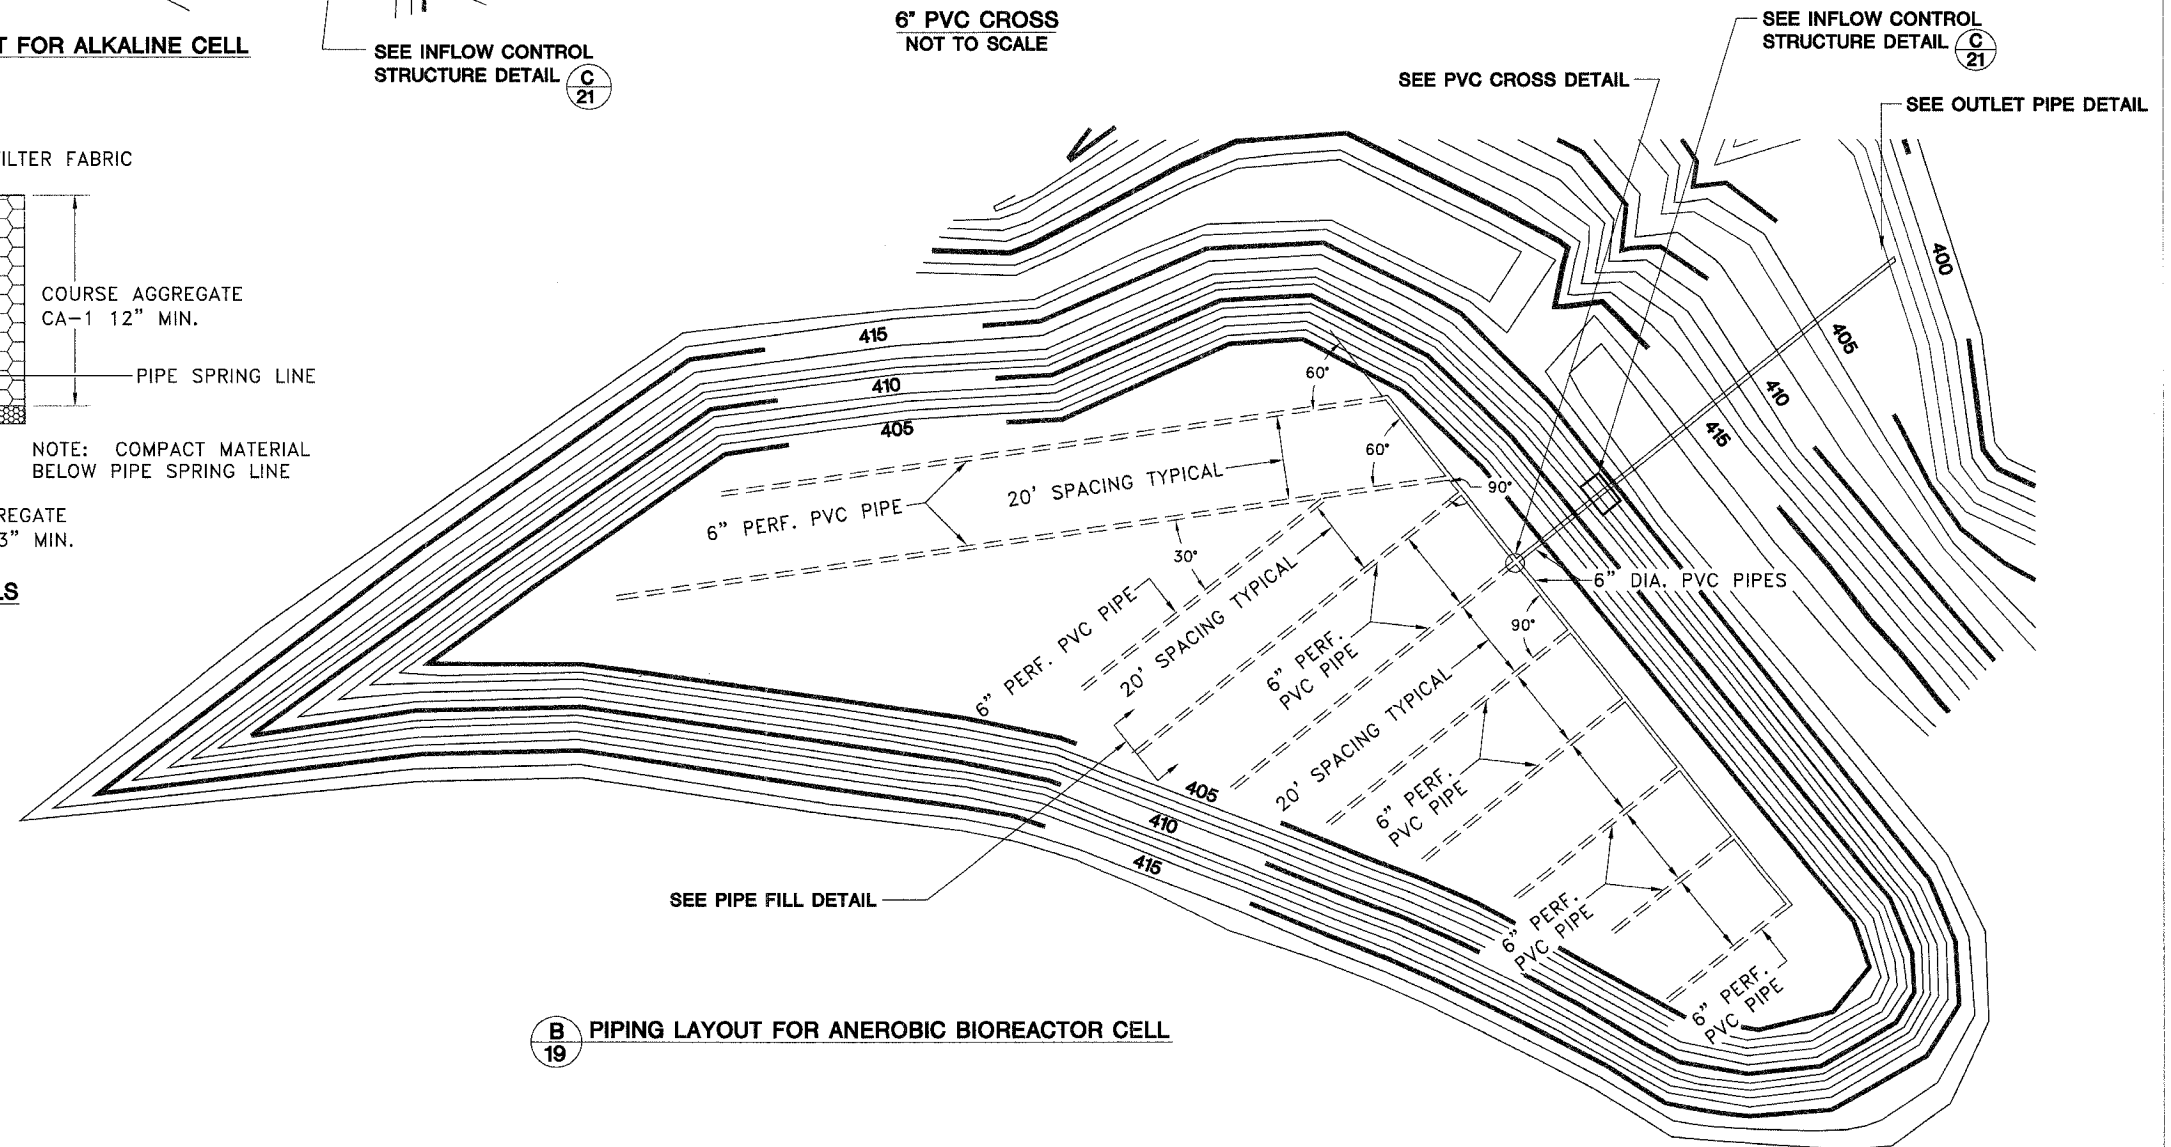 6" PVC CROSS
NOT TO SCALE
T FOR ALKALINE CELL
SEE INFLOW CONTROL
STRUCTURE DETAIL C
21
SEE INFLOW CONTROL
STRUCTURE DETAIL C
21
SEE PVC CROSS DETAIL
SEE OUTLET PIPE DETAIL
ILTER FABRIC
COURSE AGGREGATE
CA-1 12" MIN.
PIPE SPRING LINE
NOTE: COMPACT MATERIAL
BELOW PIPE SPRING LINE
REGATE
3" MIN.
LS
415
410
405
400
405
410
415
60°
60°
90°
30°
90°
6" PERF. PVC PIPE
20' SPACING TYPICAL
6" PERF. PVC PIPE
20' SPACING TYPICAL
6" PERF.
PVC PIPE
6" DIA. PVC PIPES
20' SPACING TYPICAL
6" PERF.
PVC PIPE
6" PERF.
PVC PIPE
6" PERF.
PVC PIPE
405
410
415
SEE PIPE FILL DETAIL
B
19
PIPING LAYOUT FOR ANEROBIC BIOREACTOR CELL